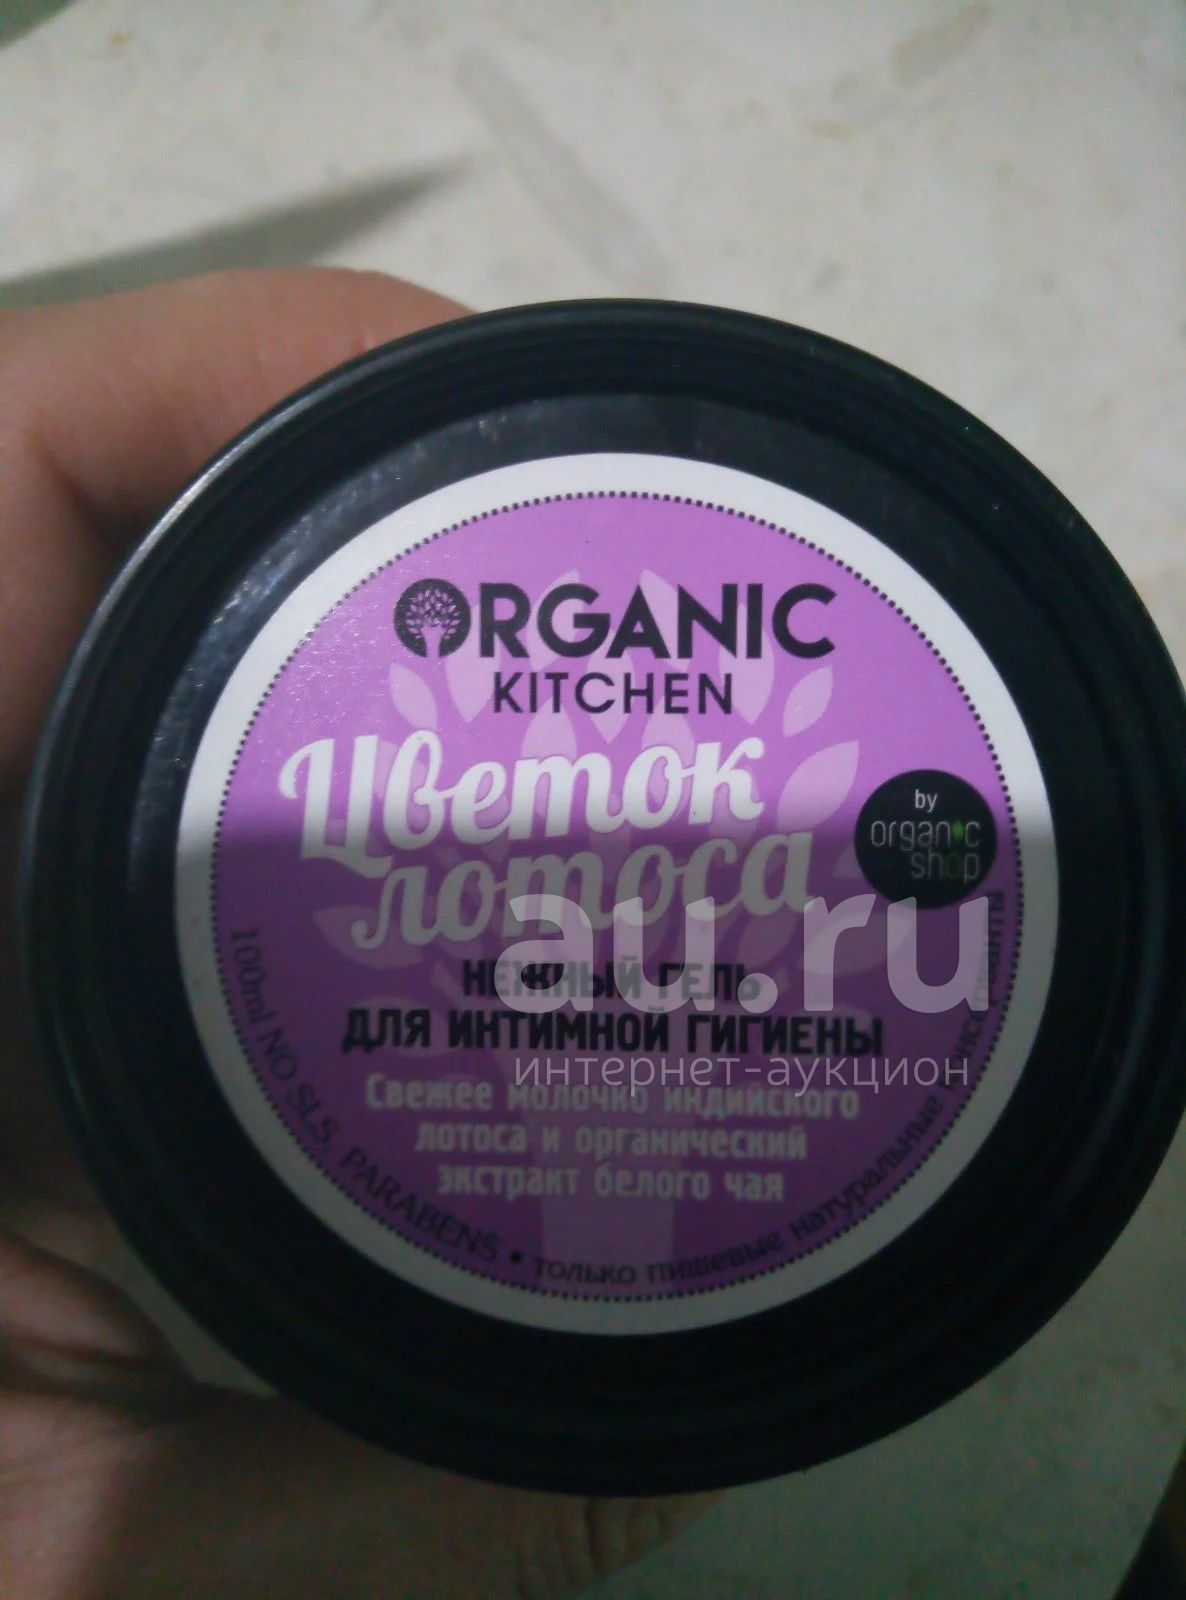 ORGANIC
KITCHEN
Цветок
лотоса
by
organic
shop
НЕЖНЫЙ ГЕЛЬ
ДЛЯ ИНТИМНОЙ ГИГИЕНЫ
Свежее молочко индийского
лотоса и органический
экстракт белого чая
100ml NO SLS, PARABENS • только пищевые натуральные консерванты
au.ru
интернет-аукцион